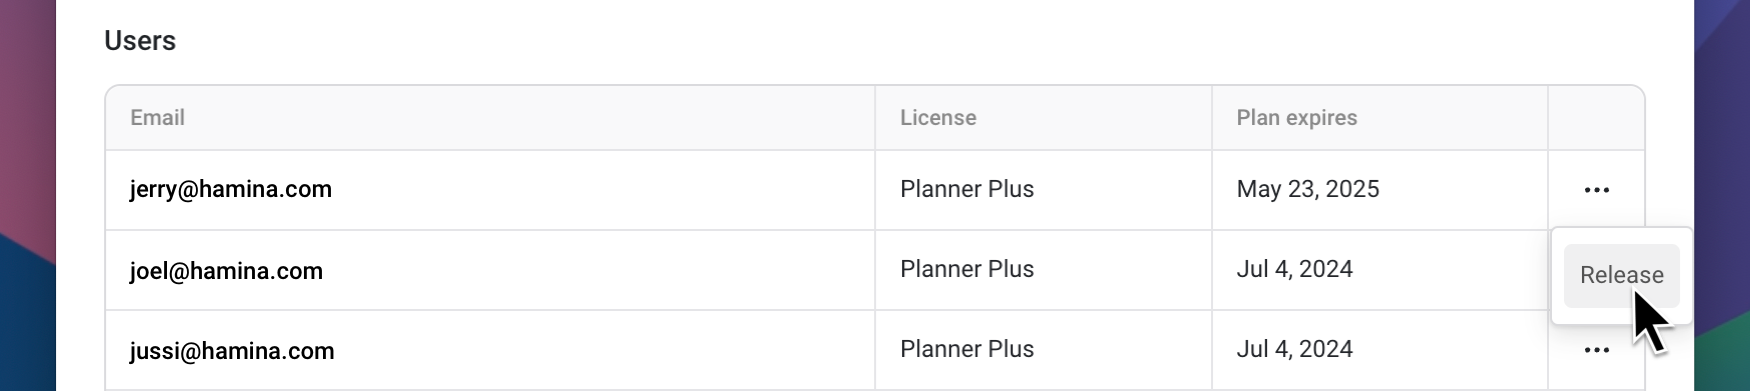 Users
Email License Plan expires
jerry@hamina.com Planner Plus May 23, 2025 •••
joel@hamina.com Planner Plus Jul 4, 2024 Release
jussi@hamina.com Planner Plus Jul 4, 2024 •••